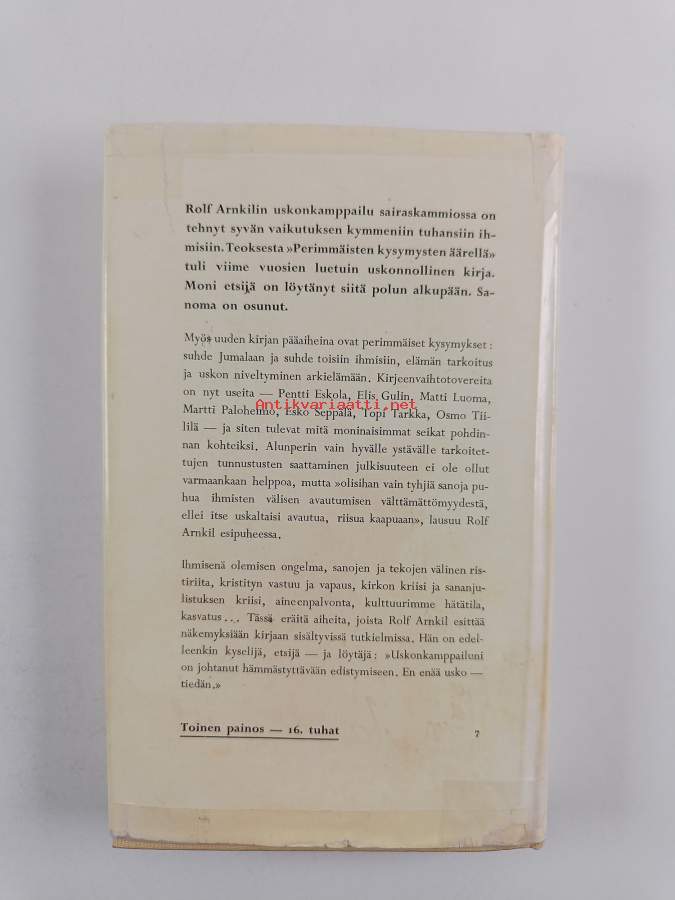 Rolf Arnkilin uskonkamppailu sairaskammiossa on
tehnyt syvän vaikutuksen kymmeniin tuhansiin ih-
misiin. Teoksesta »Perimmäisten kysymysten äärellä»
tuli viime vuosien luetuin uskonnollinen kirja.
Moni etsijä on löytänyt siitä polun alkupään. Sa-
noma on osunut.
Myös uuden kirjan pääaiheina ovat perimmäiset kysymykset:
suhde Jumalaan ja suhde toisiin ihmisiin, elämän tarkoitus
ja uskon niveltyminen arkielämään. Kirjeenvaihtotovereita
on nyt useita — Pentti Eskola, Elis Gulin, Matti Luoma,
Antikvariaatti.net
Martti Paloheimo, Esko Seppälä, Topi Tarkka, Osmo Tii-
lilä — ja siten tulevat mitä moninaisimmat seikat pohdin-
nan kohteiksi. Alunperin vain hyvälle ystävälle tarkoitet-
tujen tunnustusten saattaminen julkisuuteen ei ole ollut
varmaankaan helppoa, mutta »olisihan vain tyhjiä sanoja pu-
hua ihmisten välisen avautumisen välttämättömyydestä,
ellei itse uskaltaisi avautua, riisua kaapuaan», lausuu Rolf
Arnkil esipuheessa.
Ihmisenä olemisen ongelma, sanojen ja tekojen välinen ris-
tiriita, kristityn vastuu ja vapaus, kirkon kriisi ja sananju-
listuksen kriisi, aineenpalvonta, kulttuurimme hätätila,
kasvatus... Tässä eräitä aiheita, joista Rolf Arnkil esittää
näkemyksiään kirjaan sisältyvissä tutkielmissa. Hän on edel-
leenkin kyselijä, etsijä — ja löytäjä: »Uskonkamppailuni
on johtanut hämmästyttävään edistymiseen. En enää usko —
tiedän.»
Toinen painos — 16. tuhat
7